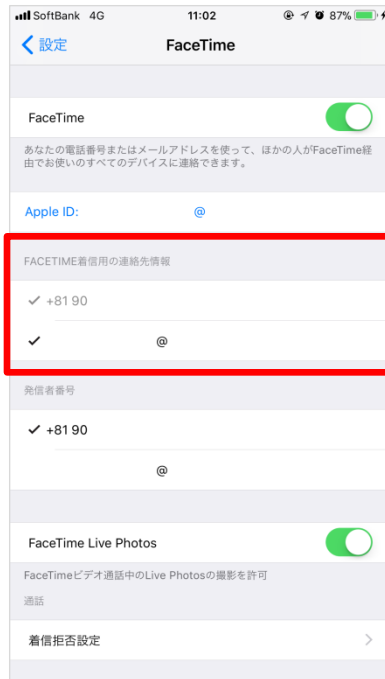 SoftBank 4G 11:02 87%
設定 FaceTime
FaceTime
あなたの電話番号またはメールアドレスを使って、ほかの人がFaceTime経
由でお使いのすべてのデバイスに連絡できます。
Apple ID: @
FACETIME着信用の連絡先情報
✓ +81 90
✓ @
発信者番号
✓ +81 90
@
FaceTime Live Photos
FaceTimeビデオ通話中のLive Photosの撮影を許可
通話
着信拒否設定